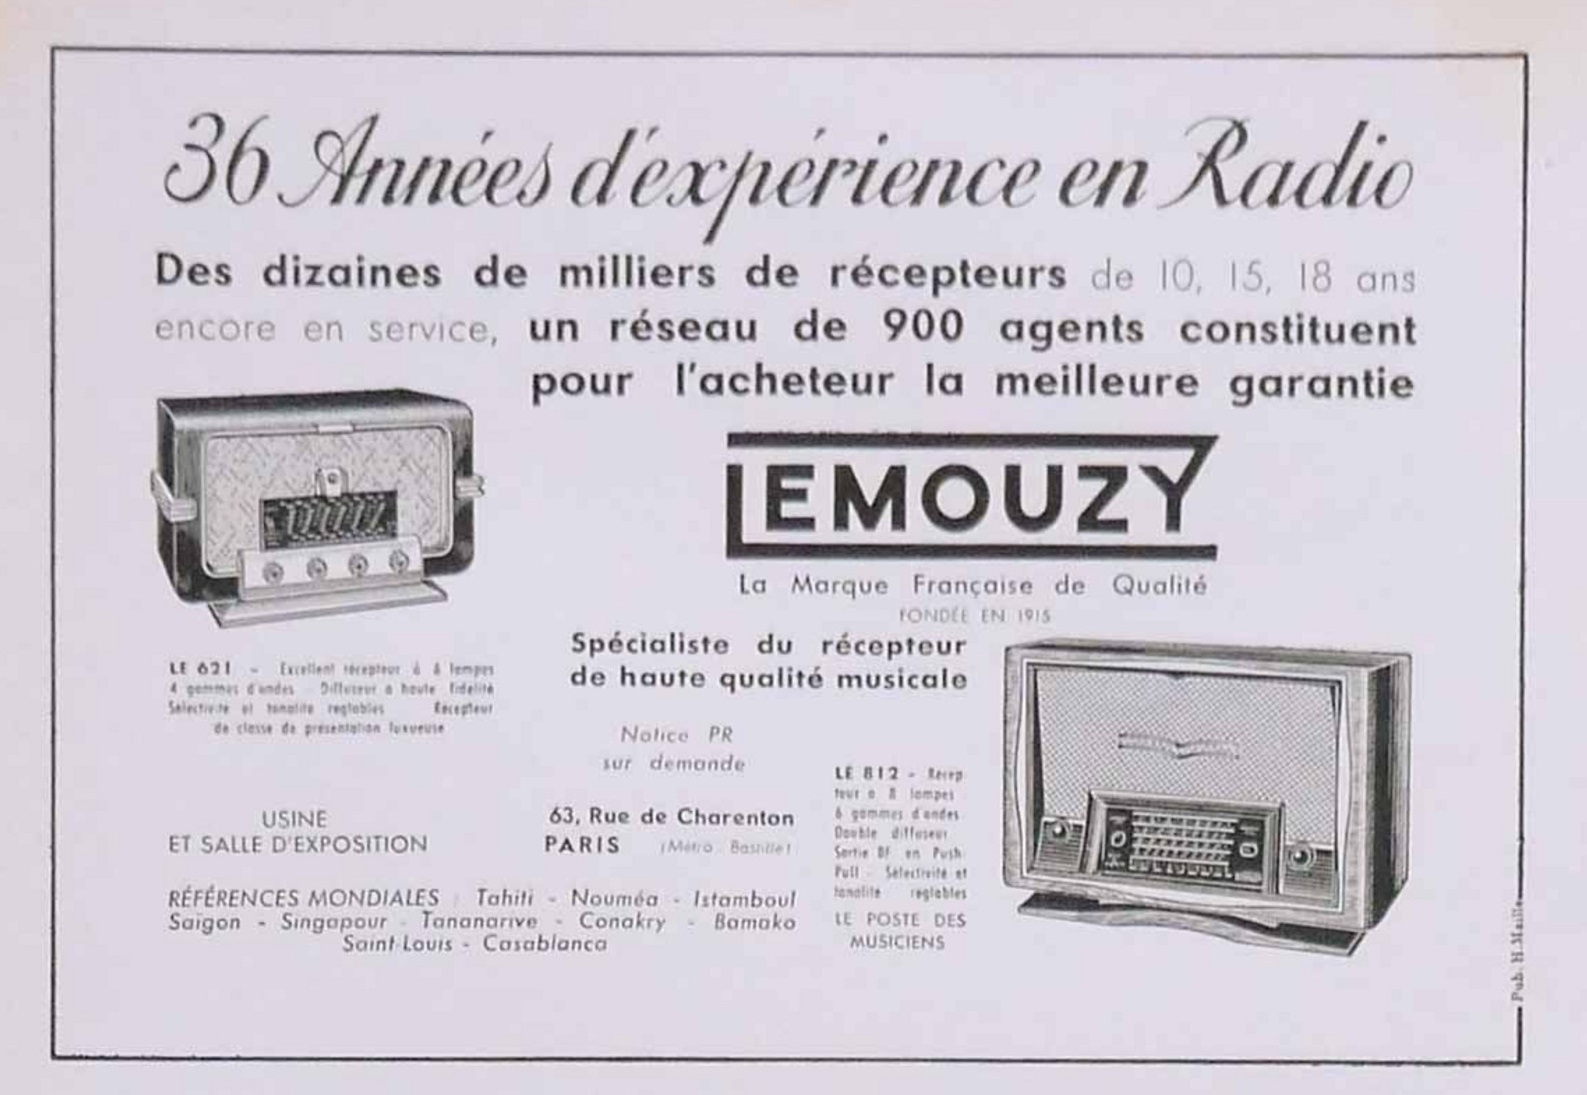 36 Années d'expérience en Radio
Des dizaines de milliers de récepteurs de 10, 15, 18 ans
encore en service, un réseau de 900 agents constituent
pour l'acheteur la meilleure garantie
LEMOUZY
La Marque Française de Qualité
FONDÉE EN 1915
Spécialiste du récepteur
de haute qualité musicale
LE 621 - Excellent récepteur à 6 lampes
4 gammes d'ondes - Diffuseur à haute fidélité
Sélectivité et tonalité réglables - Récepteur
de classe de présentation luxueuse
Notice PR
sur demande
LE 812 - Récep
teur à 8 lampes
6 gammes d'ondes
Double diffuseur
Sortie BF en Push
Pull - Sélectivité et
tonalité réglables
LE POSTE DES
MUSICIENS
USINE
ET SALLE D'EXPOSITION
63, Rue de Charenton
PARIS (Métro Bastille)
RÉFÉRENCES MONDIALES : Tahiti - Nouméa - Istamboul
Saïgon - Singapour - Tananarive - Conakry - Bamako
Saint-Louis - Casablanca
Pub. H. Maille